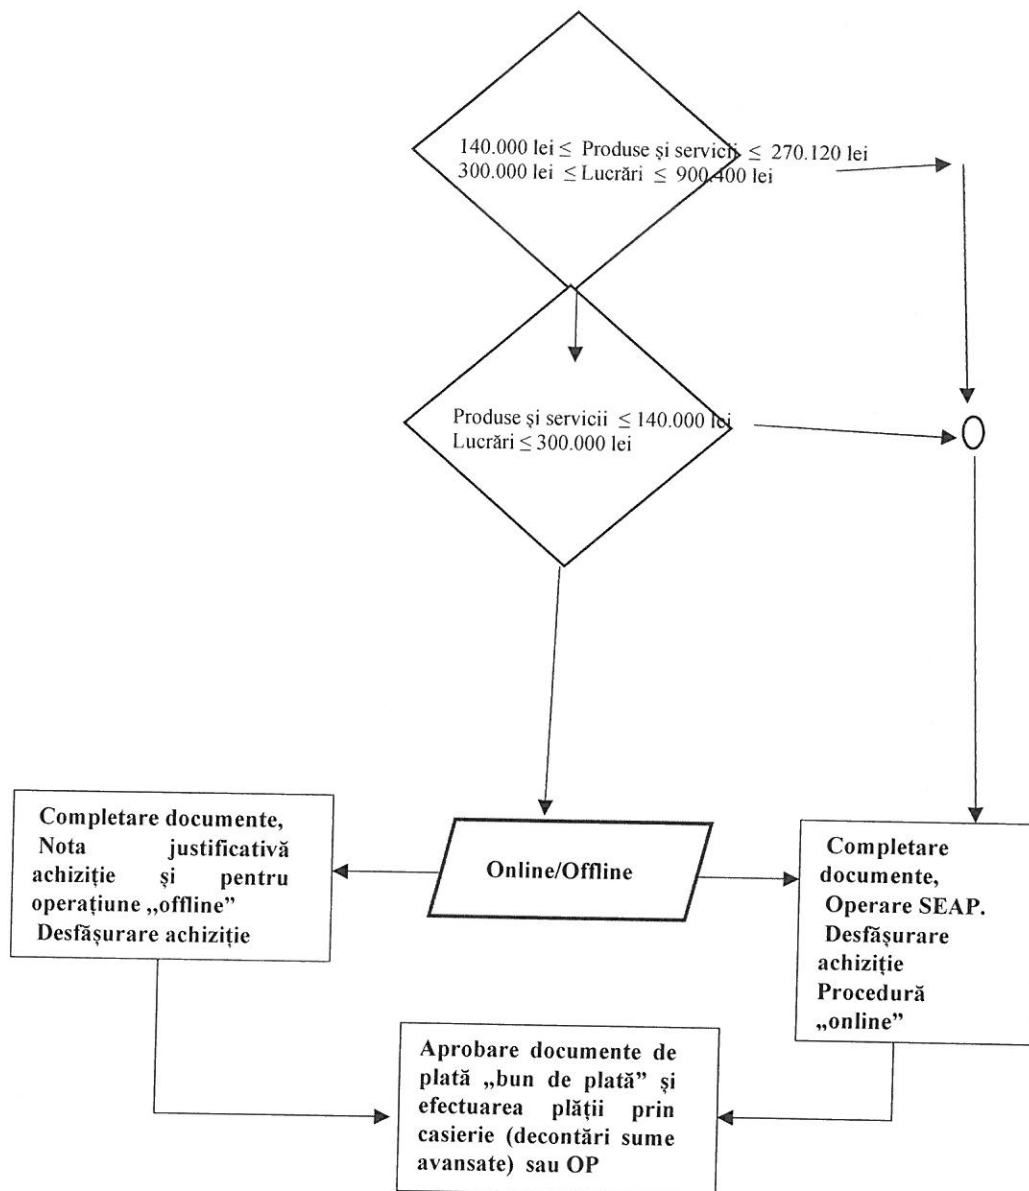 140.000 lei ≤ Produse și servicii ≤ 270.120 lei
300.000 lei ≤ Lucrări ≤ 900.400 lei
Produse și servicii ≤ 140.000 lei
Lucrări ≤ 300.000 lei
Completare documente,
Nota justificativă
achiziție și pentru
operațiune „offline”
Desfășurare achiziție
Online/Offline
Completare
documente,
Operare SEAP.
Desfășurare
achiziție
Procedură
„online”
Aprobare documente de
plată „bun de plată” și
efectuarea plății prin
casierie (decontări sume
avansate) sau OP